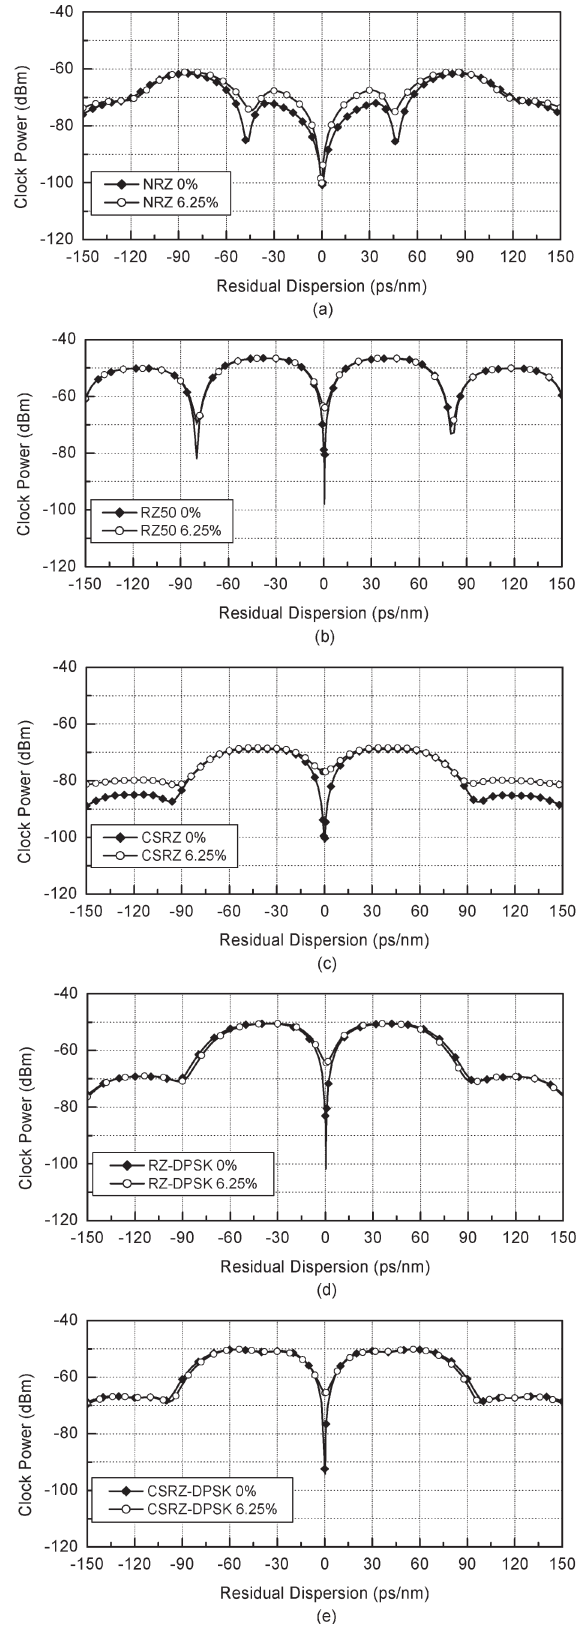 -40
-60
-80
-100
-120
Clock Power (dBm)
NRZ 0%
NRZ 6.25%
-150 -120 -90 -60 -30 0 30 60 90 120 150
Residual Dispersion (ps/nm)
(a)
-40
-60
-80
-100
-120
Clock Power (dBm)
RZ50 0%
RZ50 6.25%
-150 -120 -90 -60 -30 0 30 60 90 120 150
Residual Dispersion (ps/nm)
(b)
-40
-60
-80
-100
-120
Clock Power (dBm)
CSRZ 0%
CSRZ 6.25%
-150 -120 -90 -60 -30 0 30 60 90 120 150
Residual Dispersion (ps/nm)
(c)
-40
-60
-80
-100
-120
Clock Power (dBm)
RZ-DPSK 0%
RZ-DPSK 6.25%
-150 -120 -90 -60 -30 0 30 60 90 120 150
Residual Dispersion (ps/nm)
(d)
-40
-60
-80
-100
-120
Clock Power (dBm)
CSRZ-DPSK 0%
CSRZ-DPSK 6.25%
-150 -120 -90 -60 -30 0 30 60 90 120 150
Residual Dispersion (ps/nm)
(e)